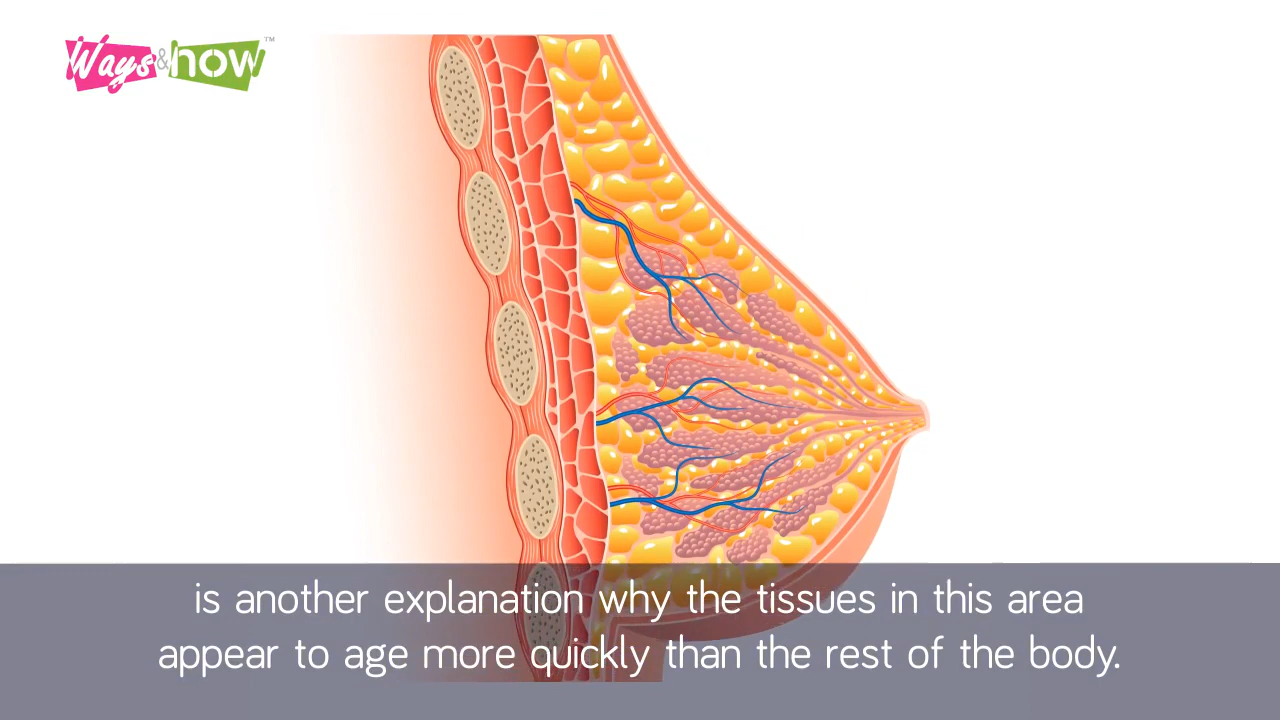 Ways & how™
is another explanation why the tissues in this area
appear to age more quickly than the rest of the body.